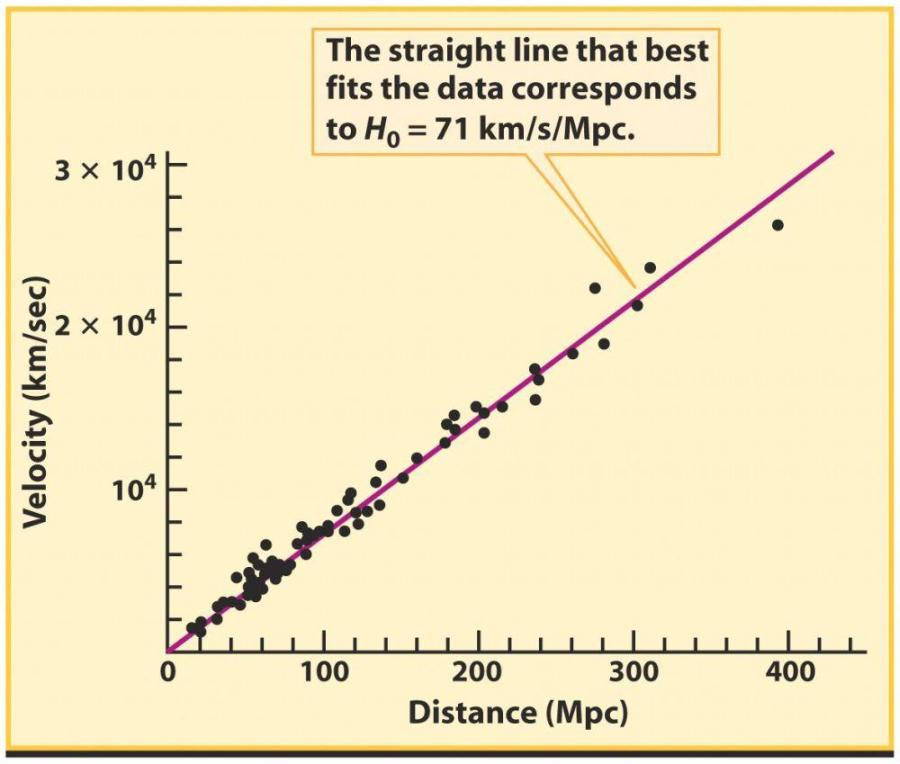 The straight line that best
fits the data corresponds
to H₀ = 71 km/s/Mpc.
3 × 10⁴
2 × 10⁴
10⁴
Velocity (km/sec)
0 100 200 300 400
Distance (Mpc)